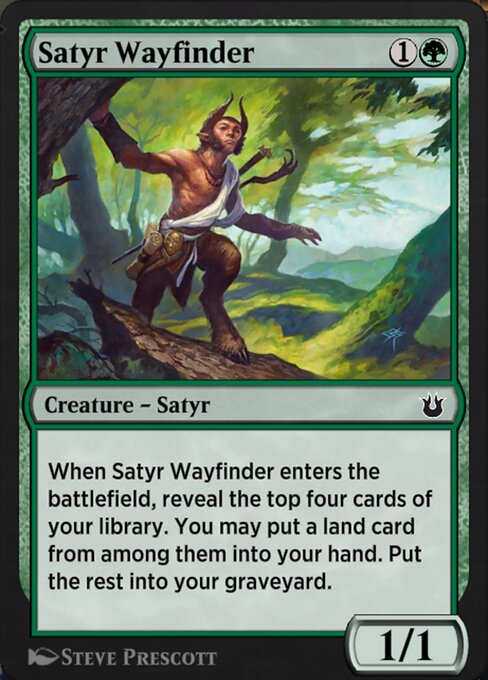 Satyr Wayfinder 1
Creature – Satyr
When Satyr Wayfinder enters the
battlefield, reveal the top four cards of
your library. You may put a land card
from among them into your hand. Put
the rest into your graveyard.
1/1
Steve Prescott